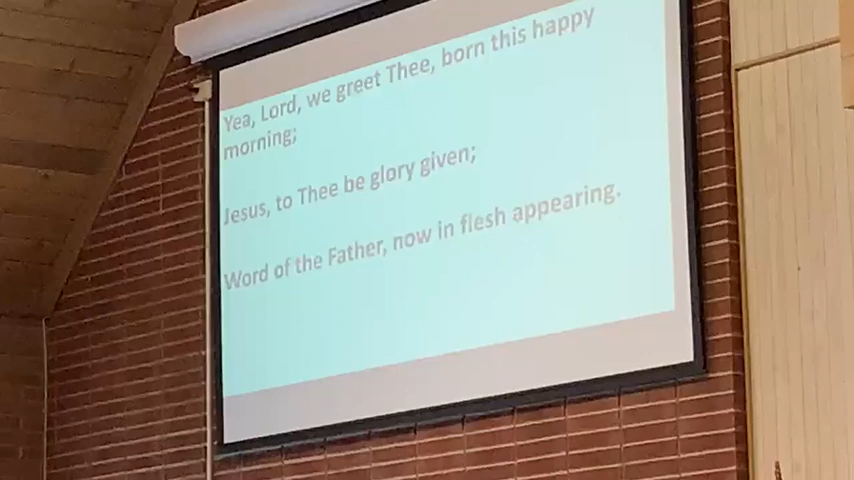 Yea, Lord, we greet Thee, born this happy
morning;
Jesus, to Thee be glory given;
Word of the Father, now in flesh appearing.